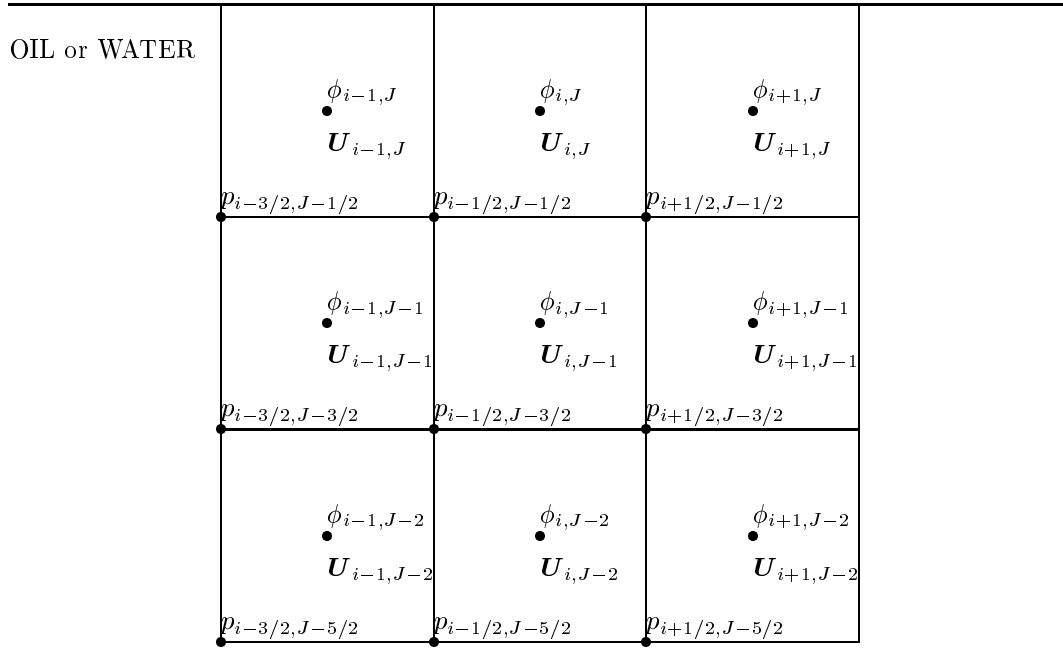 OIL or WATER
ϕ_{i−1,J} ϕ_{i,J} ϕ_{i+1,J}
U_{i−1,J} U_{i,J} U_{i+1,J}
p_{i−3/2,J−1/2} p_{i−1/2,J−1/2} p_{i+1/2,J−1/2}
ϕ_{i−1,J−1} ϕ_{i,J−1} ϕ_{i+1,J−1}
U_{i−1,J−1} U_{i,J−1} U_{i+1,J−1}
p_{i−3/2,J−3/2} p_{i−1/2,J−3/2} p_{i+1/2,J−3/2}
ϕ_{i−1,J−2} ϕ_{i,J−2} ϕ_{i+1,J−2}
U_{i−1,J−2} U_{i,J−2} U_{i+1,J−2}
p_{i−3/2,J−5/2} p_{i−1/2,J−5/2} p_{i+1/2,J−5/2}